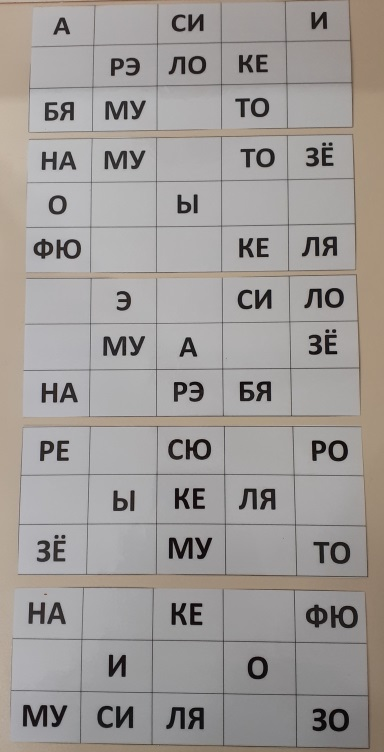 А СИ И
РЭ ЛО КЕ
БЯ МУ ТО
НА МУ ТО ЗЁ
О Ы
ФЮ КЕ ЛЯ
Э СИ ЛО
МУ А ЗЁ
НА РЭ БЯ
РЕ СЮ РО
Ы КЕ ЛЯ
ЗЁ МУ ТО
НА КЕ ФЮ
И О
МУ СИ ЛЯ ЗО